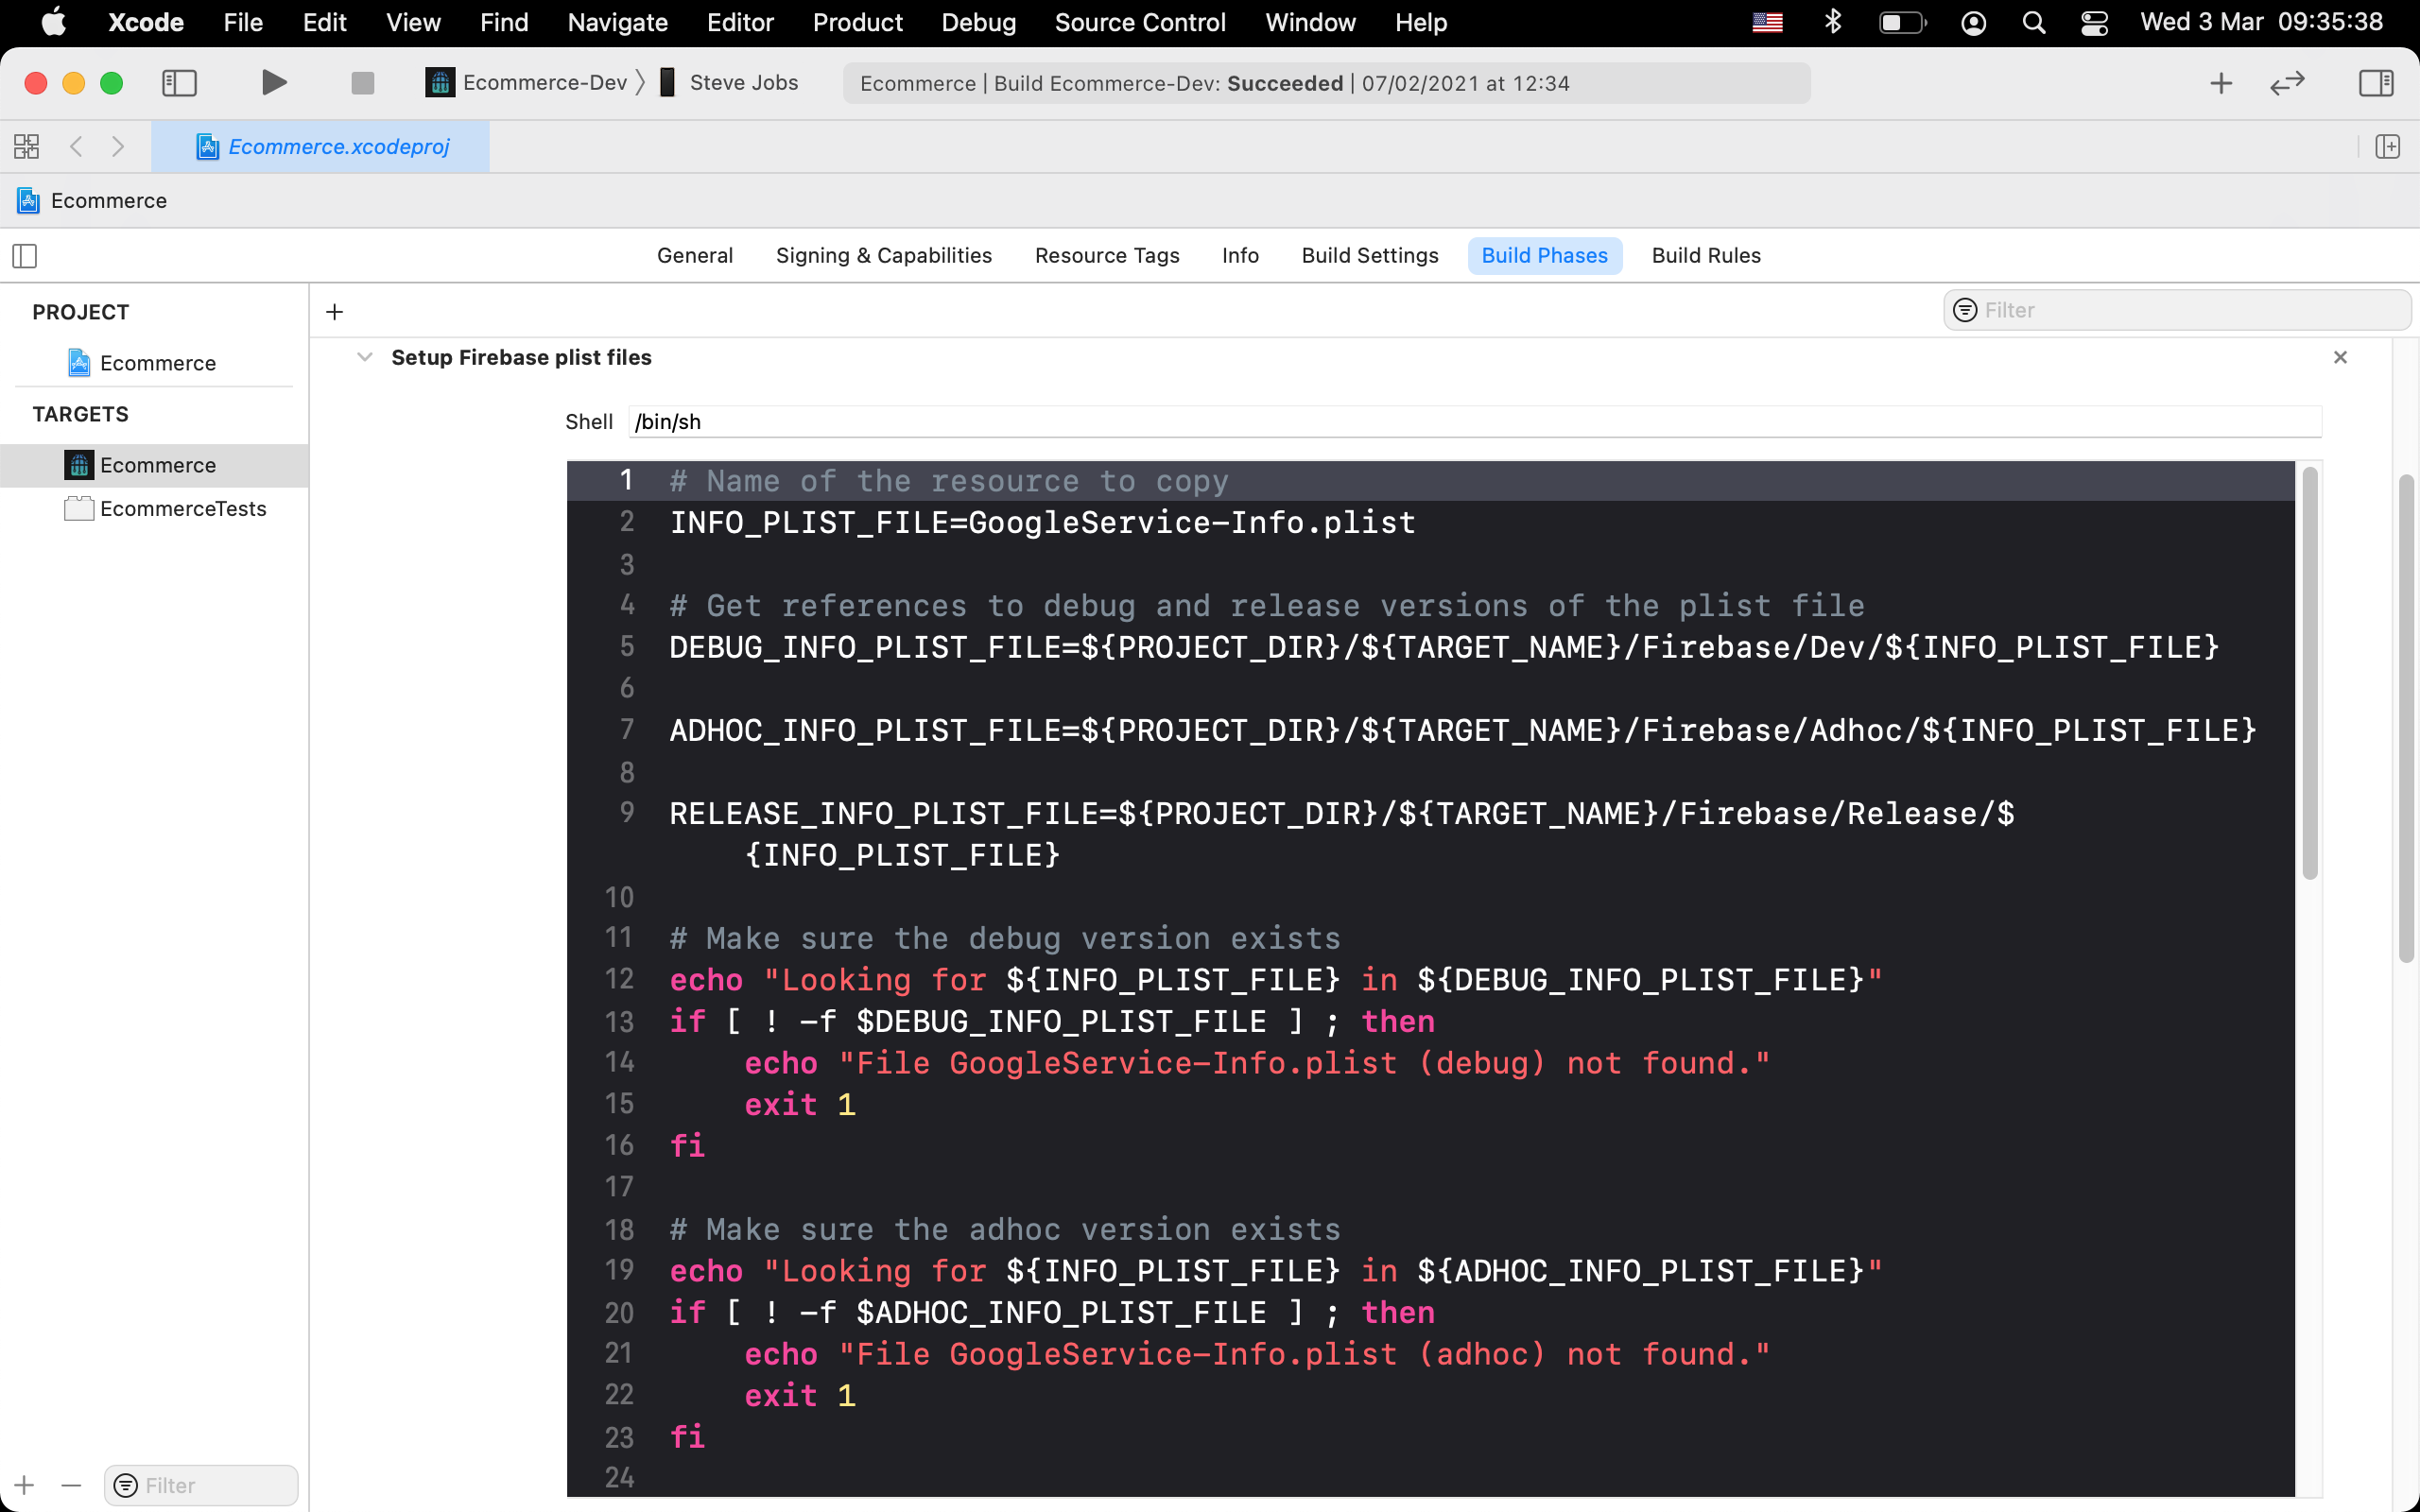 Xcode File Edit View Find Navigate Editor Product Debug Source Control Window Help Wed 3 Mar 09:35:38
Ecommerce-Dev 〉 Steve Jobs Ecommerce | Build Ecommerce-Dev: Succeeded | 07/02/2021 at 12:34
Ecommerce.xcodeproj
Ecommerce
General Signing & Capabilities Resource Tags Info Build Settings Build Phases Build Rules
PROJECT
Ecommerce
TARGETS
Ecommerce
EcommerceTests
Filter
Filter
Setup Firebase plist files
Shell /bin/sh
1 # Name of the resource to copy
2 INFO_PLIST_FILE=GoogleService-Info.plist
3
4 # Get references to debug and release versions of the plist file
5 DEBUG_INFO_PLIST_FILE=${PROJECT_DIR}/${TARGET_NAME}/Firebase/Dev/${INFO_PLIST_FILE}
6
7 ADHOC_INFO_PLIST_FILE=${PROJECT_DIR}/${TARGET_NAME}/Firebase/Adhoc/${INFO_PLIST_FILE}
8
9 RELEASE_INFO_PLIST_FILE=${PROJECT_DIR}/${TARGET_NAME}/Firebase/Release/$
{INFO_PLIST_FILE}
10
11 # Make sure the debug version exists
12 echo "Looking for ${INFO_PLIST_FILE} in ${DEBUG_INFO_PLIST_FILE}"
13 if [ ! -f $DEBUG_INFO_PLIST_FILE ] ; then
14 echo "File GoogleService-Info.plist (debug) not found."
15 exit 1
16 fi
17
18 # Make sure the adhoc version exists
19 echo "Looking for ${INFO_PLIST_FILE} in ${ADHOC_INFO_PLIST_FILE}"
20 if [ ! -f $ADHOC_INFO_PLIST_FILE ] ; then
21 echo "File GoogleService-Info.plist (adhoc) not found."
22 exit 1
23 fi
24